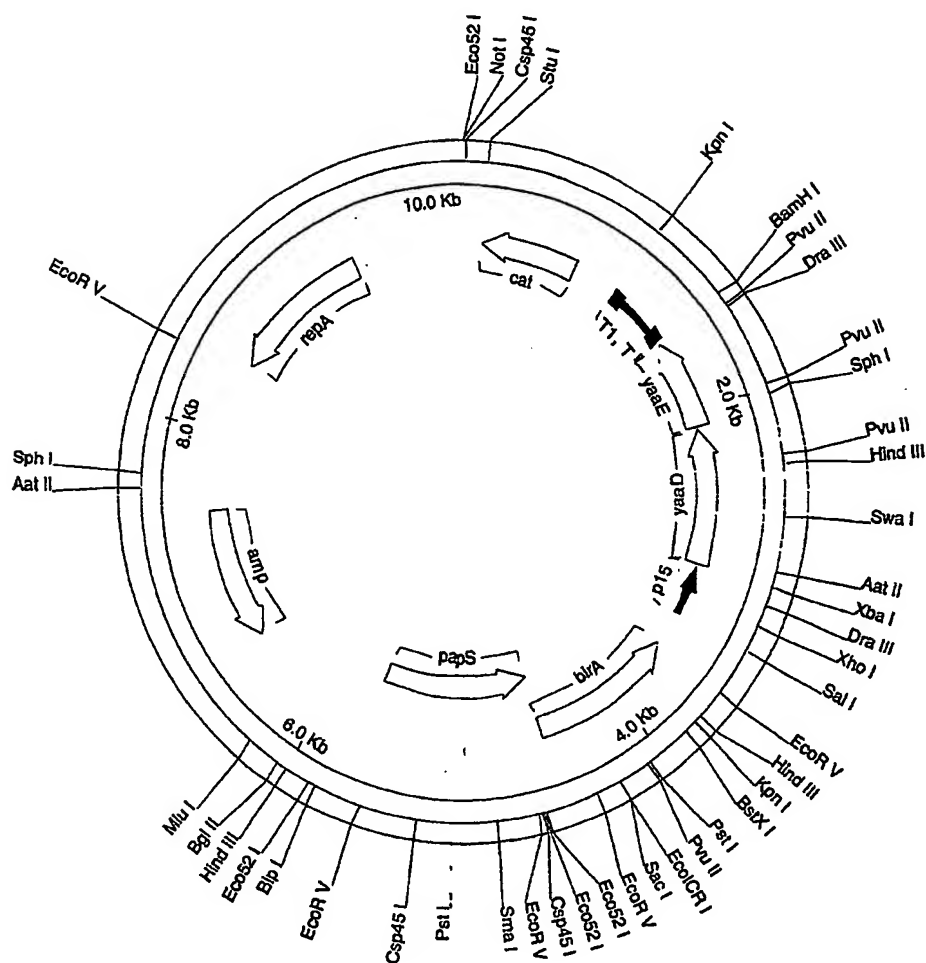 Eco52 I
Not I
Csp45 I
Stu I
Kpn I
BamH I
Pvu II
Dra III
Pvu II
Sph I
Pvu II
Hind III
Swa I
Aat II
Xba I
Dra III
Xho I
Sal I
EcoR V
Hind III
Kpn I
BstX I
Pst I
Pvu II
EcoICR I
Sac I
EcoR V
Eco52 I
Eco52 I
Csp45 I
EcoR V
Sma I
Pst I
Csp45 I
EcoR V
Blp I
Eco52
Hind III
Bgl II
Mlu I
Aat II
Sph I
EcoR V
10.0 Kb
2.0 Kb
4.0 Kb
6.0 Kb
8.0 Kb
cat
T1,
yaaE
yaaD
p15
birA
papS
amp
repA